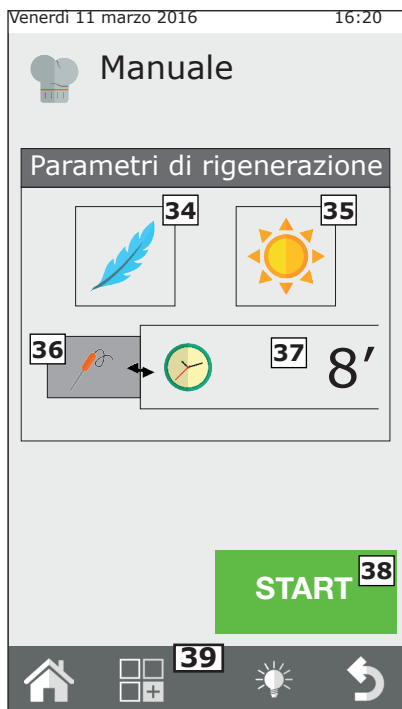 Venerdì 11 marzo 2016 16:20
Manuale
Parametri di rigenerazione
34 35
36 37 8′
START 38
39